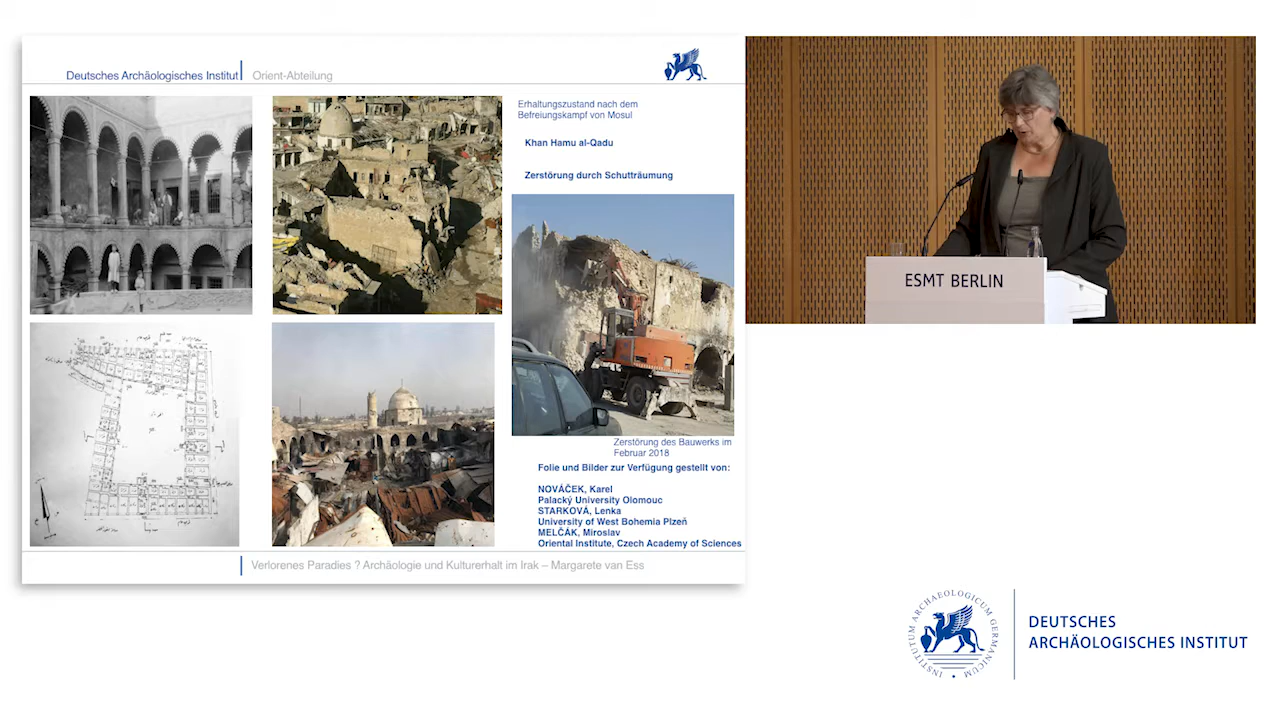 Deutsches Archäologisches Institut
Orient-Abteilung
Erhaltungszustand nach dem
Befreiungskampf von Mosul
Khan Hamu al-Qadu
Zerstörung durch Schutträumung
Zerstörung des Bauwerks im
Februar 2018
Folie und Bilder zur Verfügung gestellt von:
NOVÁČEK, Karel
Palacký University Olomouc
STARKOVÁ, Lenka
University of West Bohemia Plzeň
MELČÁK, Miroslav
Oriental Institute, Czech Academy of Sciences
Verlorenes Paradies ? Archäologie und Kulturerhalt im Irak – Margarete van Ess
ESMT BERLIN
INSTITUTUM ARCHAEOLOGICUM GERMANICUM
DEUTSCHES
ARCHÄOLOGISCHES INSTITUT